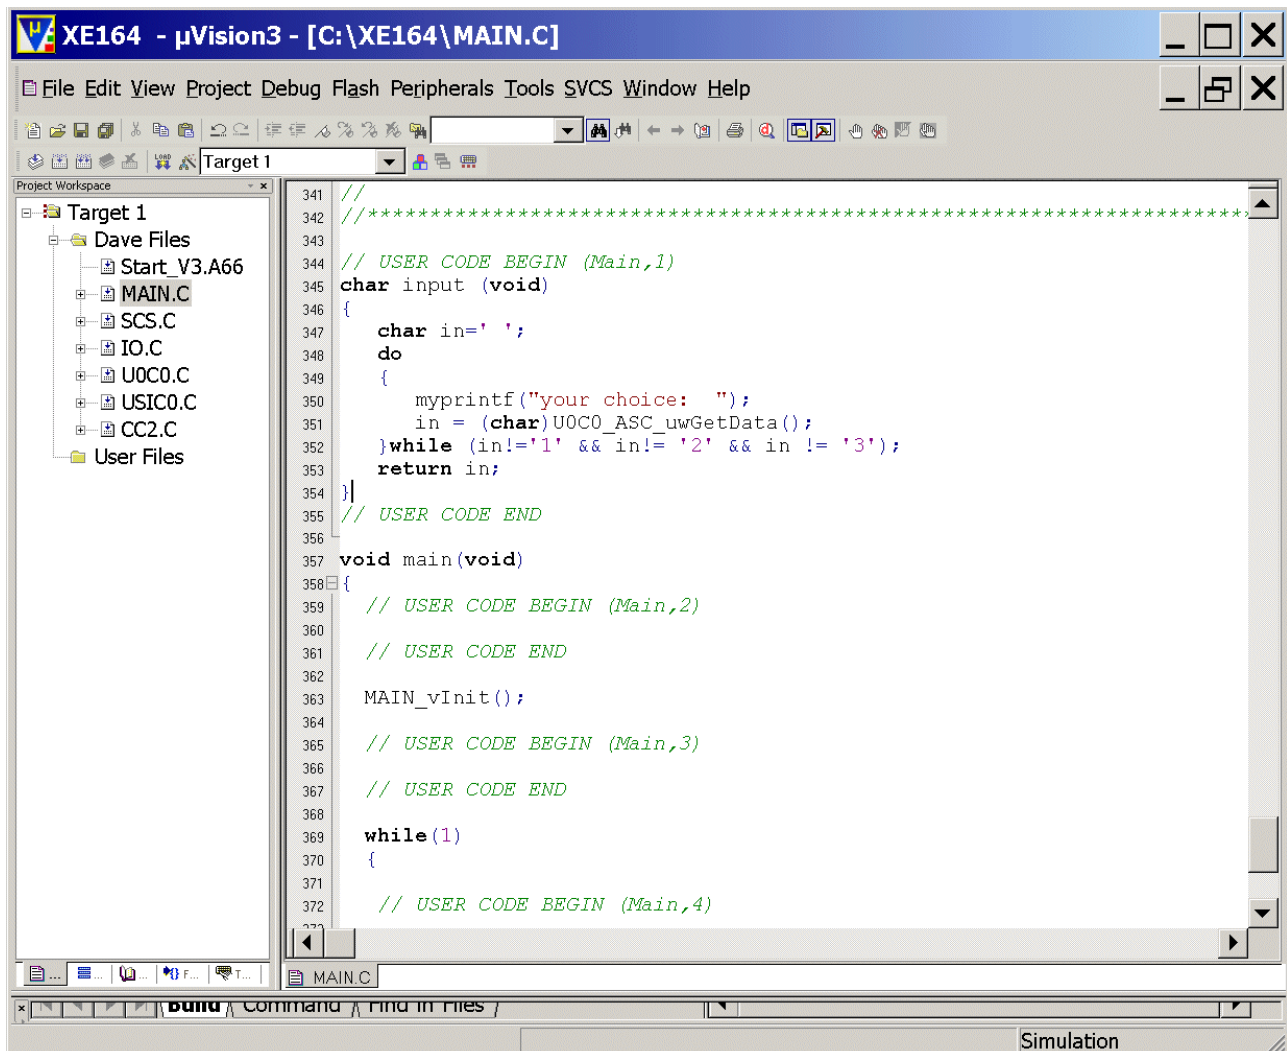 XE164 - µVision3 - [C:\XE164\MAIN.C]
File Edit View Project Debug Flash Peripherals Tools SVCS Window Help
Target 1
Project Workspace
Target 1
Dave Files
Start_V3.A66
MAIN.C
SCS.C
IO.C
U0C0.C
USIC0.C
CC2.C
User Files
341 //
342 //***********************************************************************
343
344 // USER CODE BEGIN (Main,1)
345 char input (void)
346 {
347 char in=' ';
348 do
349 {
350 myprintf("your choice:  ");
351 in = (char)U0C0_ASC_uwGetData();
352 }while (in!='1' && in!= '2' && in != '3');
353 return in;
354 }
355 // USER CODE END
356
357 void main(void)
358 {
359 // USER CODE BEGIN (Main,2)
360
361 // USER CODE END
362
363 MAIN_vInit();
364
365 // USER CODE BEGIN (Main,3)
366
367 // USER CODE END
368
369 while(1)
370 {
371
372 // USER CODE BEGIN (Main,4)
... ... ... F... T...
MAIN.C
Build Command Find in Files
Simulation